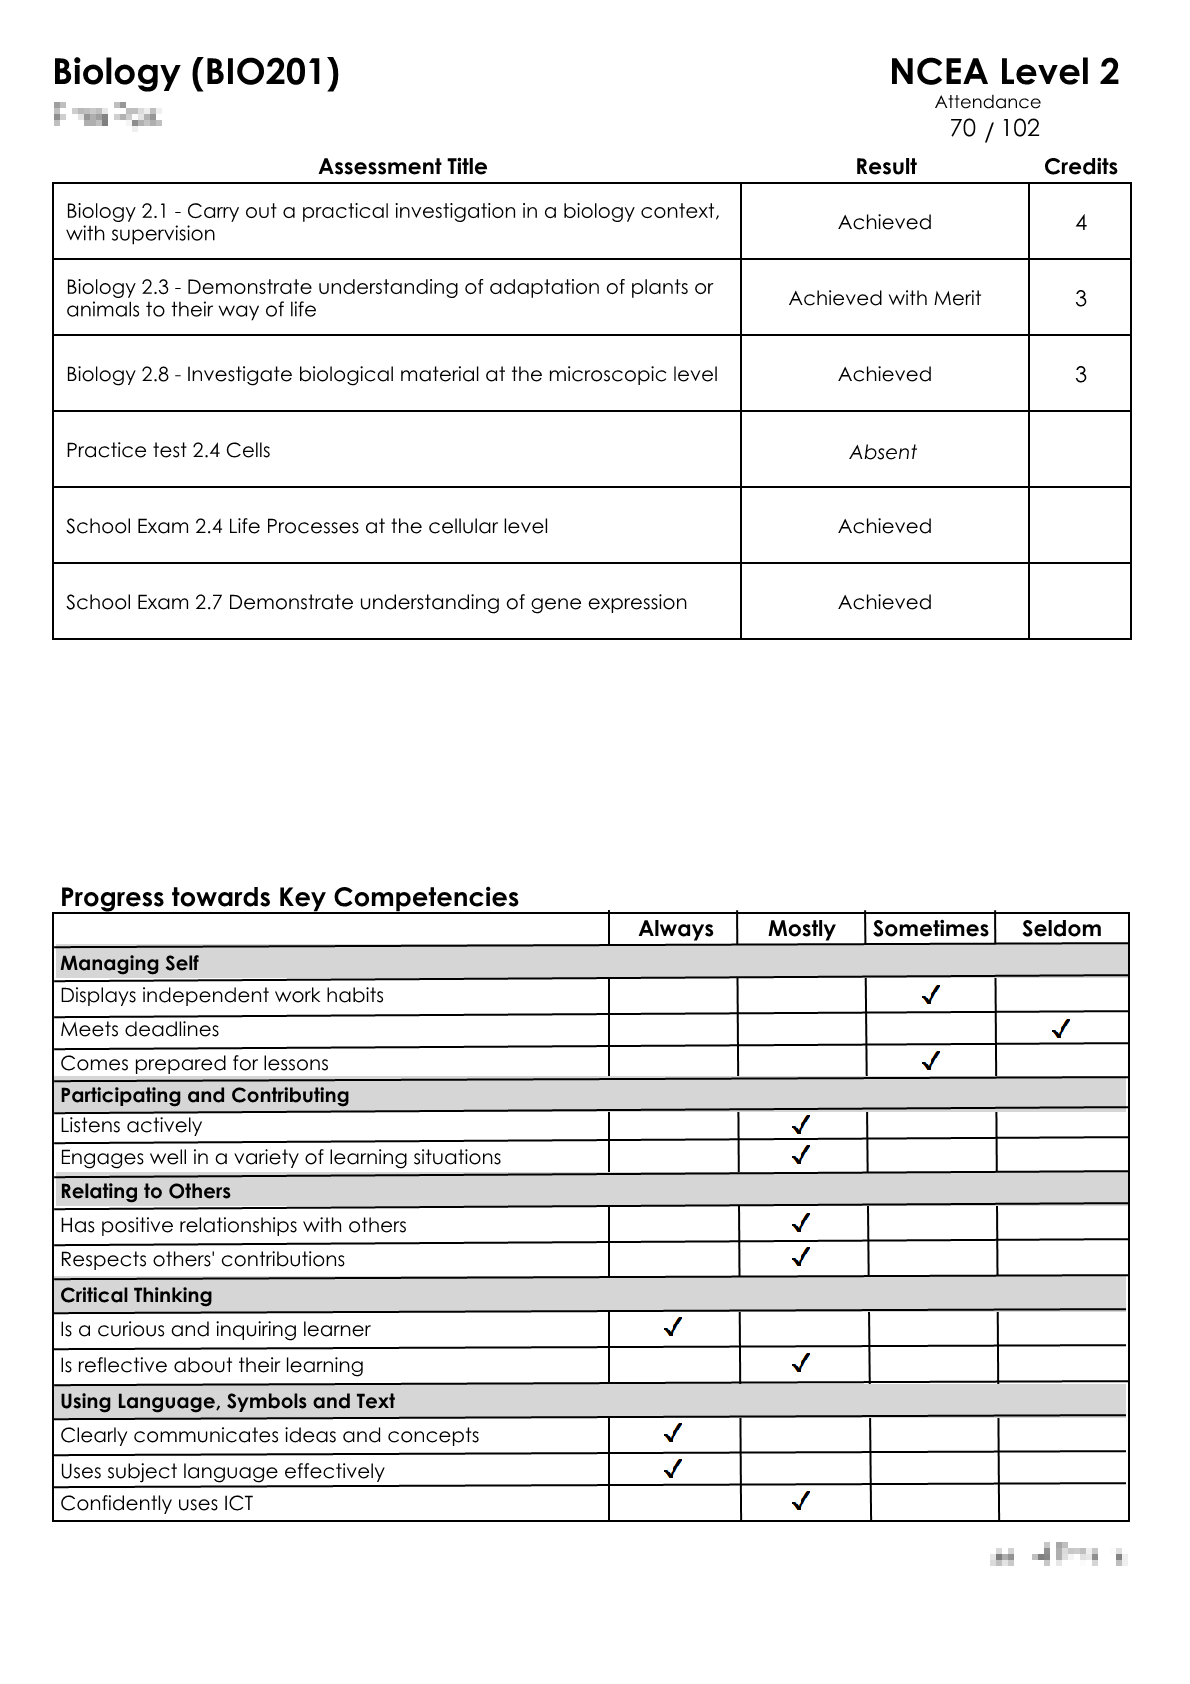 Biology (BIO201)
NCEA Level 2
Attendance
70 / 102
Assessment Title Result Credits
Biology 2.1 - Carry out a practical investigation in a biology context,
with supervision
Achieved 4
Biology 2.3 - Demonstrate understanding of adaptation of plants or
animals to their way of life
Achieved with Merit 3
Biology 2.8 - Investigate biological material at the microscopic level Achieved 3
Practice test 2.4 Cells Absent
School Exam 2.4 Life Processes at the cellular level Achieved
School Exam 2.7 Demonstrate understanding of gene expression Achieved
Progress towards Key Competencies
Always Mostly Sometimes Seldom
Managing Self
Displays independent work habits ✓
Meets deadlines ✓
Comes prepared for lessons ✓
Participating and Contributing
Listens actively ✓
Engages well in a variety of learning situations ✓
Relating to Others
Has positive relationships with others ✓
Respects others' contributions ✓
Critical Thinking
Is a curious and inquiring learner ✓
Is reflective about their learning ✓
Using Language, Symbols and Text
Clearly communicates ideas and concepts ✓
Uses subject language effectively ✓
Confidently uses ICT ✓